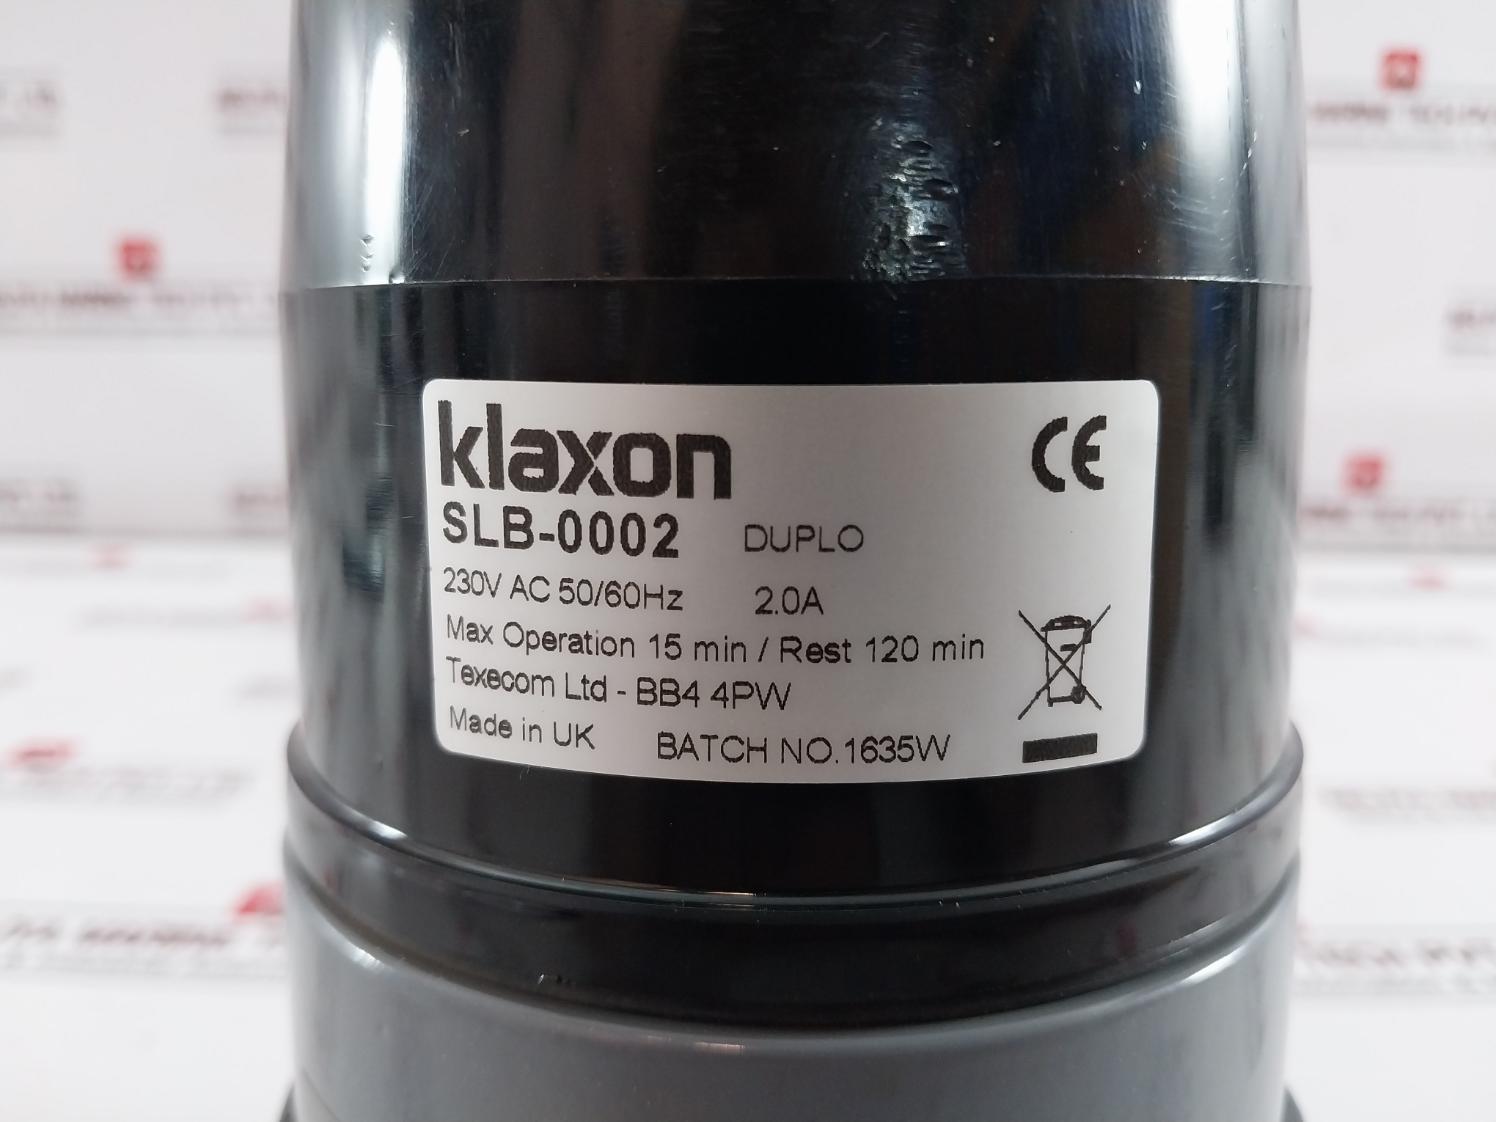 klaxon CE
SLB-0002 DUPLO
230V AC 50/60Hz 2.0A
Max Operation 15 min / Rest 120 min
Texecom Ltd - BB4 4PW
Made in UK BATCH NO.1635W